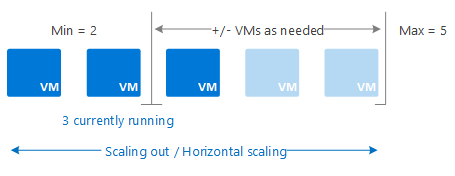 Min = 2
+/- VMs as needed
Max = 5
VM
VM
VM
VM
VM
3 currently running
Scaling out / Horizontal scaling